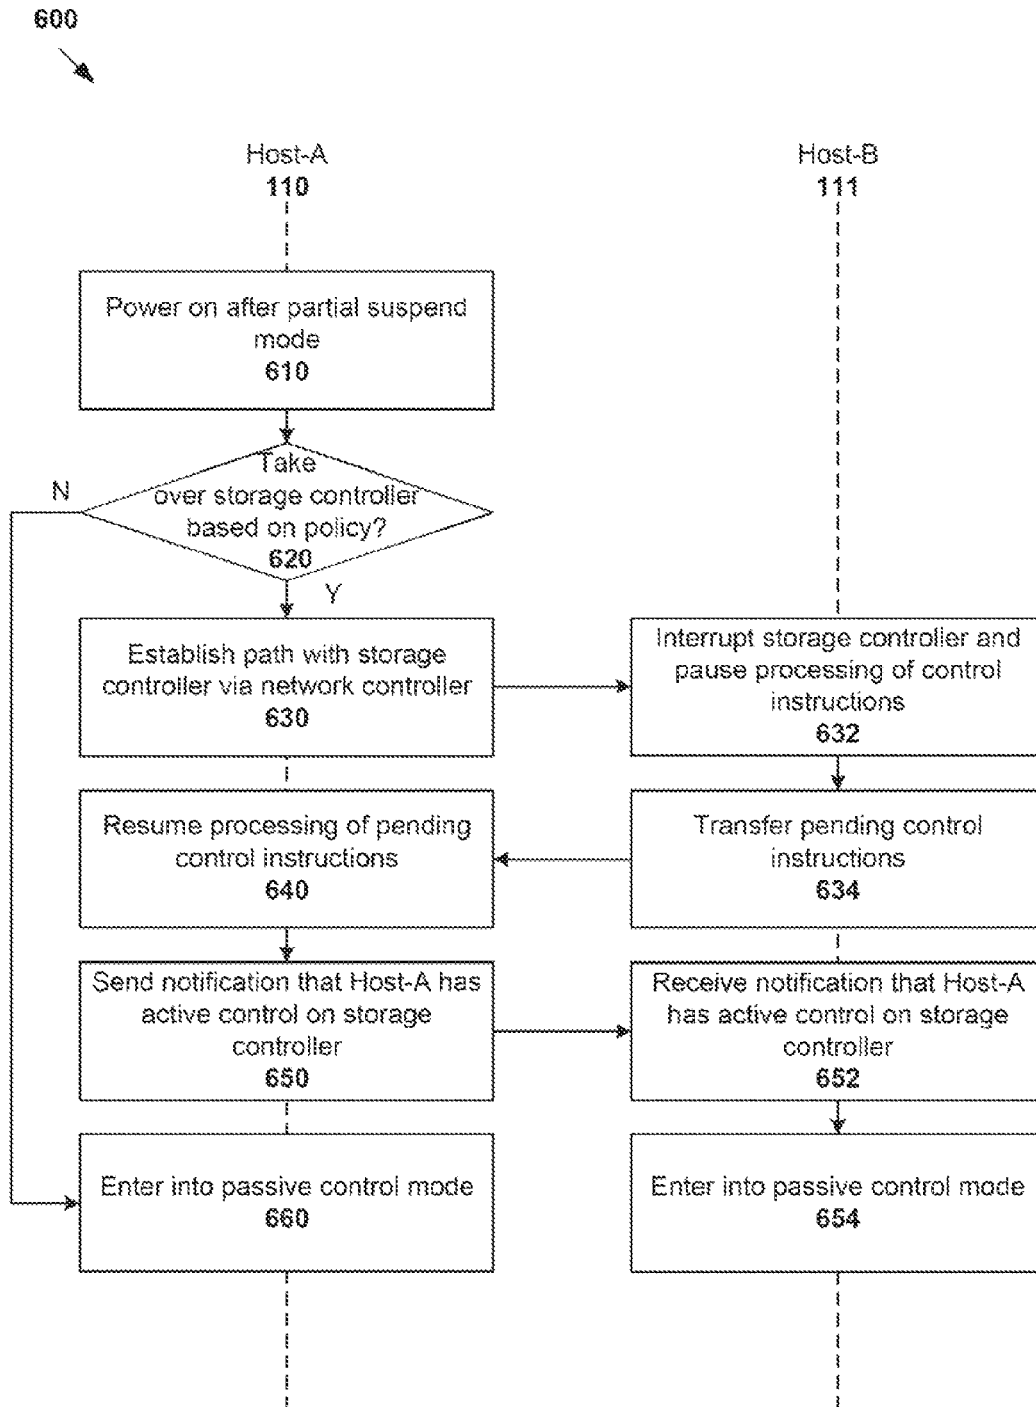 600
Host-A
110
Host-B
111
Power on after partial suspend
mode
610
Take
over storage controller
based on policy?
620
N
Y
Establish path with storage
controller via network controller
630
Interrupt storage controller and
pause processing of control
instructions
632
Resume processing of pending
control instructions
640
Transfer pending control
instructions
634
Send notification that Host-A has
active control on storage
controller
650
Receive notification that Host-A
has active control on storage
controller
652
Enter into passive control mode
660
Enter into passive control mode
654